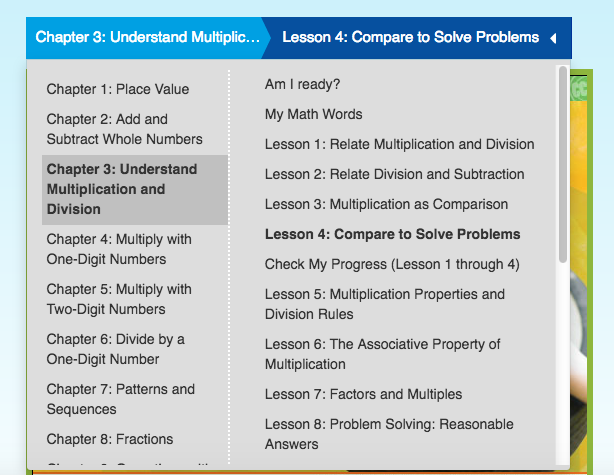 Chapter 3: Understand Multiplic... Lesson 4: Compare to Solve Problems
Chapter 1: Place Value
Chapter 2: Add and
Subtract Whole Numbers
Chapter 3: Understand
Multiplication and
Division
Chapter 4: Multiply with
One-Digit Numbers
Chapter 5: Multiply with
Two-Digit Numbers
Chapter 6: Divide by a
One-Digit Number
Chapter 7: Patterns and
Sequences
Chapter 8: Fractions
Am I ready?
My Math Words
Lesson 1: Relate Multiplication and Division
Lesson 2: Relate Division and Subtraction
Lesson 3: Multiplication as Comparison
Lesson 4: Compare to Solve Problems
Check My Progress (Lesson 1 through 4)
Lesson 5: Multiplication Properties and
Division Rules
Lesson 6: The Associative Property of
Multiplication
Lesson 7: Factors and Multiples
Lesson 8: Problem Solving: Reasonable
Answers